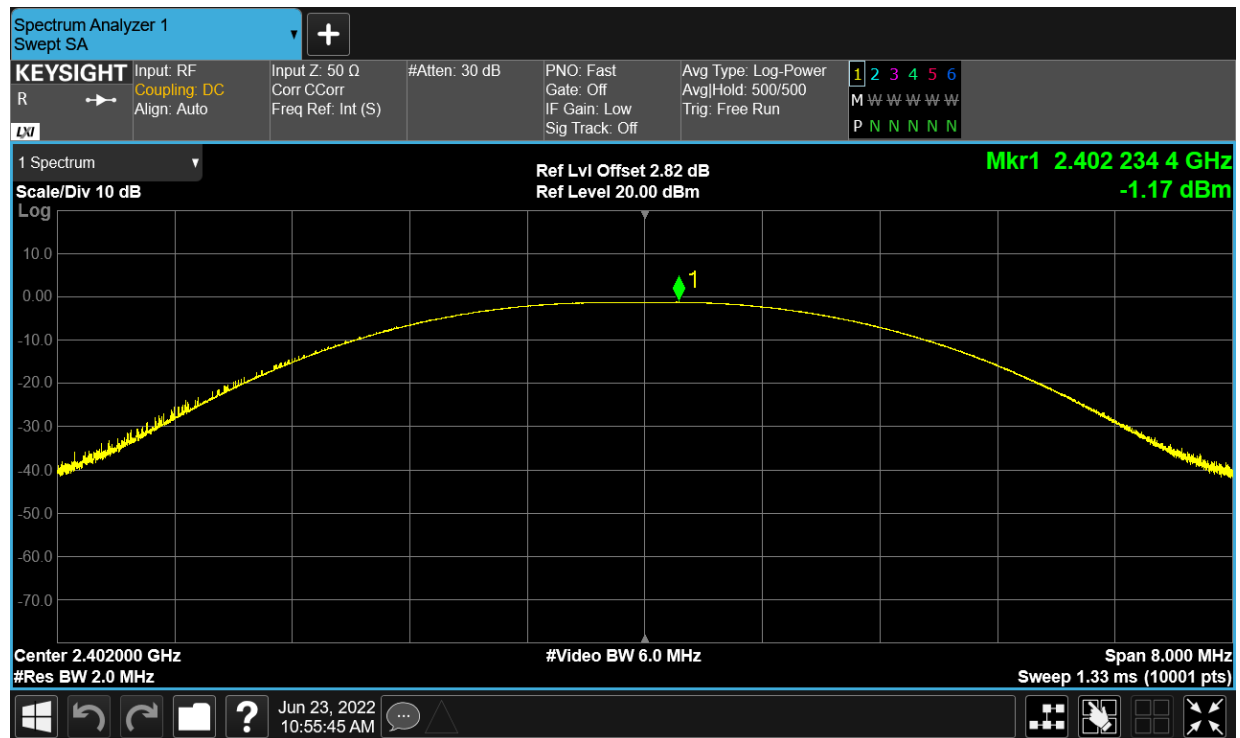 Spectrum Analyzer 1
Swept SA
KEYSIGHT
R
LXI
Input: RF
Coupling: DC
Align: Auto
Input Z: 50 Ω
Corr CCorr
Freq Ref: Int (S)
#Atten: 30 dB
PNO: Fast
Gate: Off
IF Gain: Low
Sig Track: Off
Avg Type: Log-Power
Avg|Hold: 500/500
Trig: Free Run
1 2 3 4 5 6
M W W W W W
P N N N N N
1 Spectrum
Scale/Div 10 dB
Log
Ref Lvl Offset 2.82 dB
Ref Level 20.00 dBm
Mkr1 2.402 234 4 GHz
-1.17 dBm
1
10.0
0.00
-10.0
-20.0
-30.0
-40.0
-50.0
-60.0
-70.0
Center 2.402000 GHz
#Res BW 2.0 MHz
#Video BW 6.0 MHz
Span 8.000 MHz
Sweep 1.33 ms (10001 pts)
?
Jun 23, 2022
10:55:45 AM